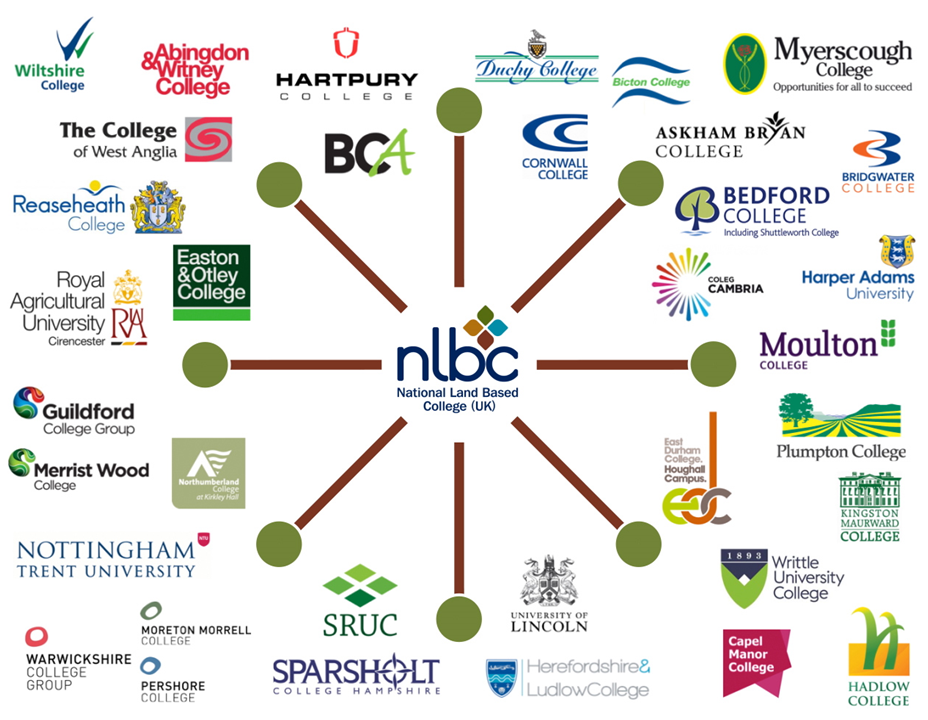 Wiltshire
College
Abingdon
&Witney
College
HARTPURY
COLLEGE
Duchy College
Bicton College
Myerscough
College
Opportunities for all to succeed
The College
of West Anglia
BCA
CORNWALL
COLLEGE
ASKHAM BRYAN
COLLEGE
BRIDGWATER
COLLEGE
Reaseheath
College
BEDFORD
COLLEGE
Including Shuttleworth College
Easton
&Otley
College
Royal
Agricultural
University
Cirencester
RAU
COLEG
CAMBRIA
Harper Adams
University
nlbc
National Land Based
College (UK)
Moulton
COLLEGE
Guildford
College Group
Merrist Wood
College
Northumberland
College
at Kirkley Hall
East
Durham
College.
Houghall
Campus.
edc
Plumpton College
KINGSTON
MAURWARD
COLLEGE
NOTTINGHAM
TRENT UNIVERSITY
NTU
SRUC
UNIVERSITY OF
LINCOLN
1893
Writtle
University
College
WARWICKSHIRE
COLLEGE
GROUP
MORETON MORRELL
COLLEGE
PERSHORE
COLLEGE
SPARSHOLT
COLLEGE HAMPSHIRE
Herefordshire&
LudlowCollege
Capel
Manor
College
HADLOW
COLLEGE